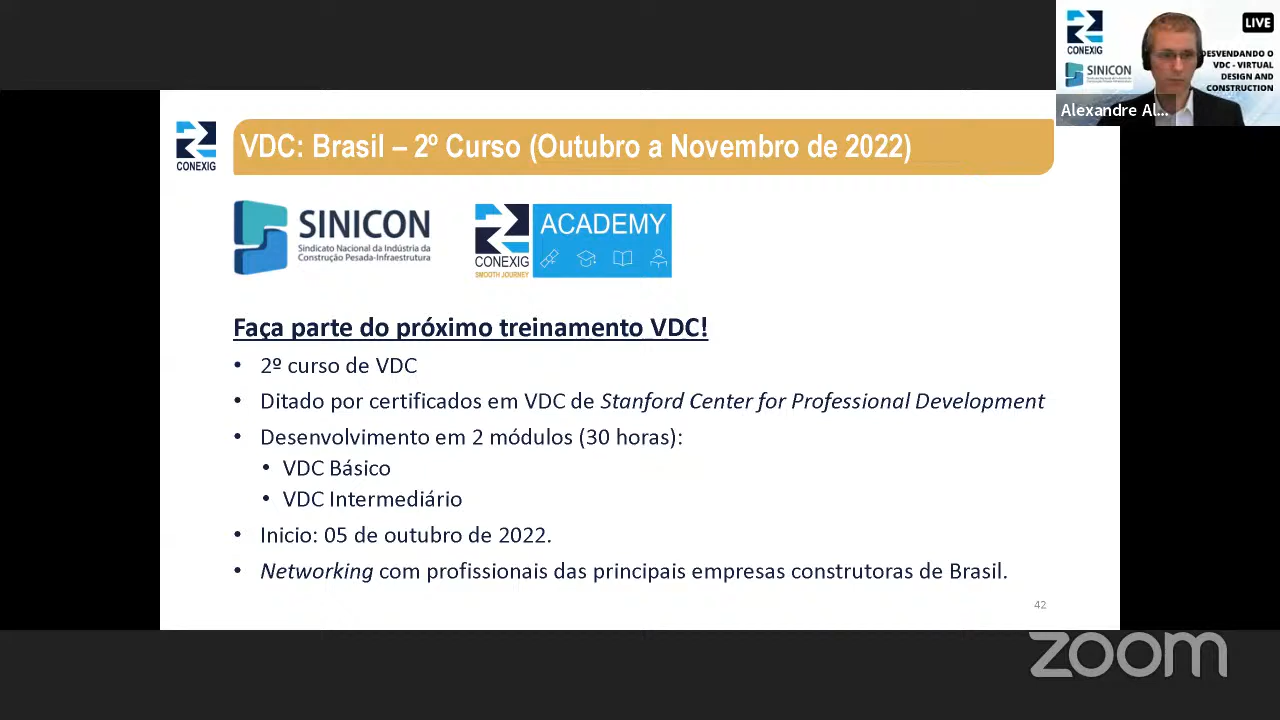 LIVE
CONEXIG
SINICON
DESVENDANDO O
VDC - VIRTUAL
DESIGN AND
CONSTRUCTION
Alexandre Al...
CONEXIG
VDC: Brasil – 2º Curso (Outubro a Novembro de 2022)
SINICON
Sindicato Nacional da Indústria da
Construção Pesada-Infraestrutura
CONEXIG
SMOOTH JOURNEY
ACADEMY
Faça parte do próximo treinamento VDC!
• 2º curso de VDC
• Ditado por certificados em VDC de Stanford Center for Professional Development
• Desenvolvimento em 2 módulos (30 horas):
• VDC Básico
• VDC Intermediário
• Inicio: 05 de outubro de 2022.
• Networking com profissionais das principais empresas construtoras de Brasil.
42
zoom